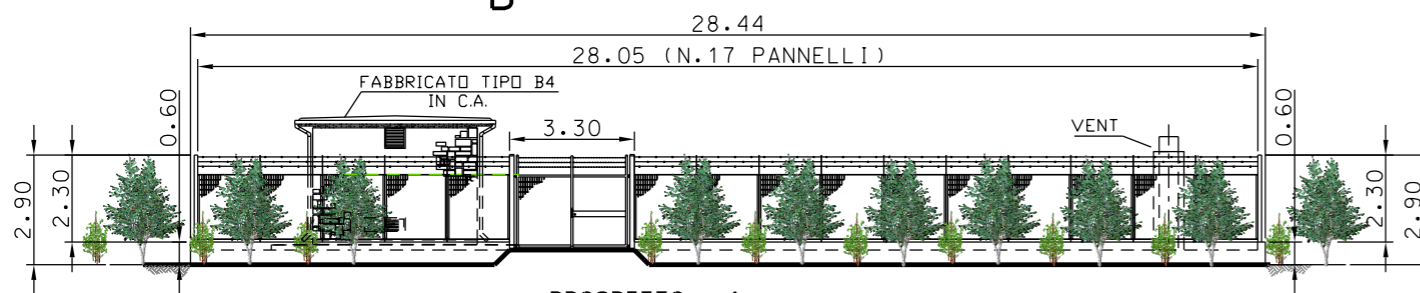 28.44
28.05 (N.17 PANNELLI)
FABBRICATO TIPO B4
IN C.A.
3.30
VENT
0.60
0.60
2.90
2.30
2.30
2.90